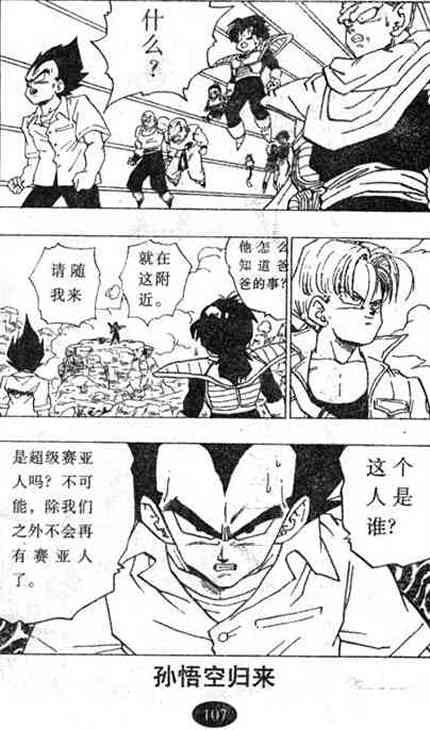 什么？
他怎么
知道爸
爸的事？
就在
这附
近。
请随
我来
这个
人是
谁？
是超级赛亚
人吗？不可
能，除我们
之外不会再
有赛亚人
了。
孙悟空归来
107